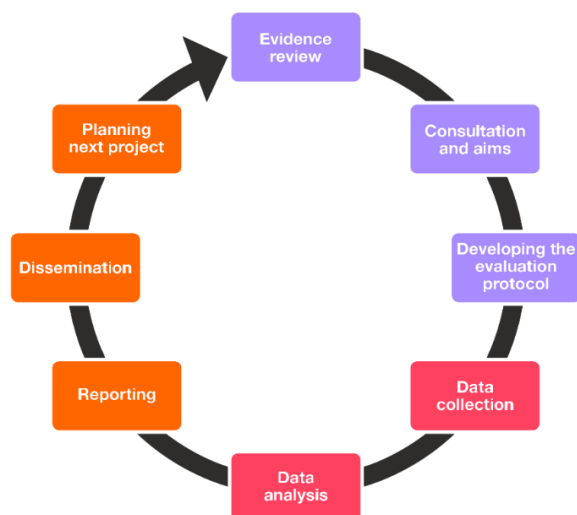 Evidence
review
Consultation
and aims
Developing the
evaluation
protocol
Data
collection
Data
analysis
Reporting
Dissemination
Planning
next project